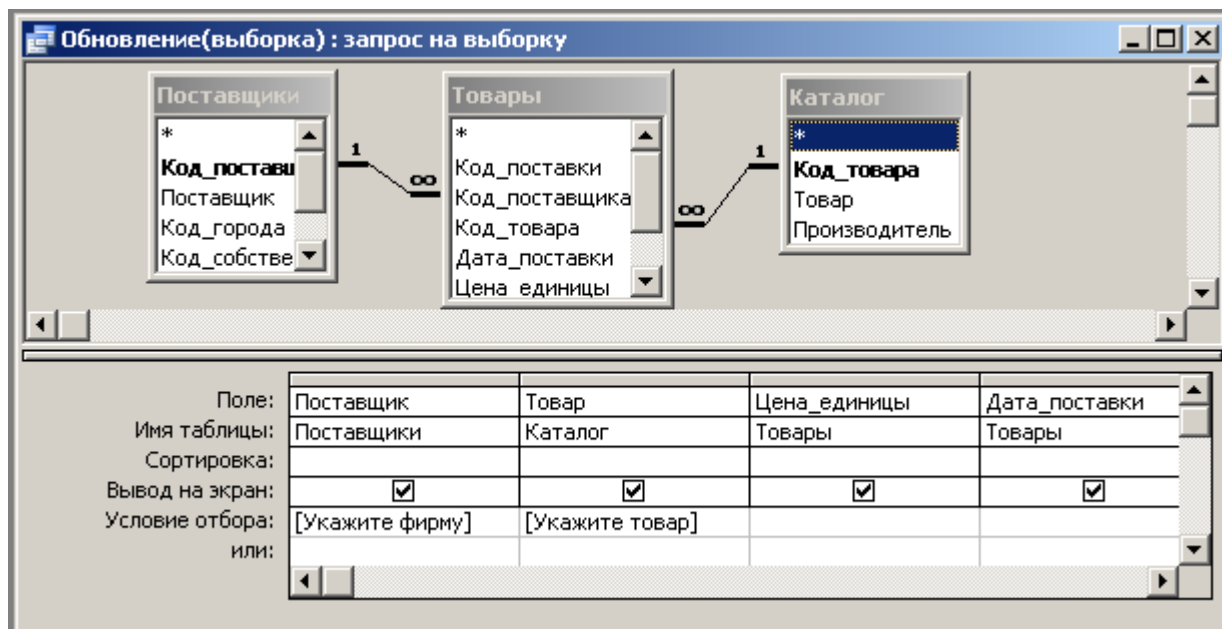 Обновление(выборка) : запрос на выборку
Поставщики
*
Код_постав
Поставщик
Код_города
Код_собстве
1
∞
Товары
*
Код_поставки
Код_поставщика
Код_товара
Дата_поставки
Цена_единицы
∞
1
Каталог
*
Код_товара
Товар
Производитель
Поле: Поставщик Товар Цена_единицы Дата_поставки
Имя таблицы: Поставщики Каталог Товары Товары
Сортировка:
Вывод на экран:
Условие отбора: [Укажите фирму] [Укажите товар]
или: